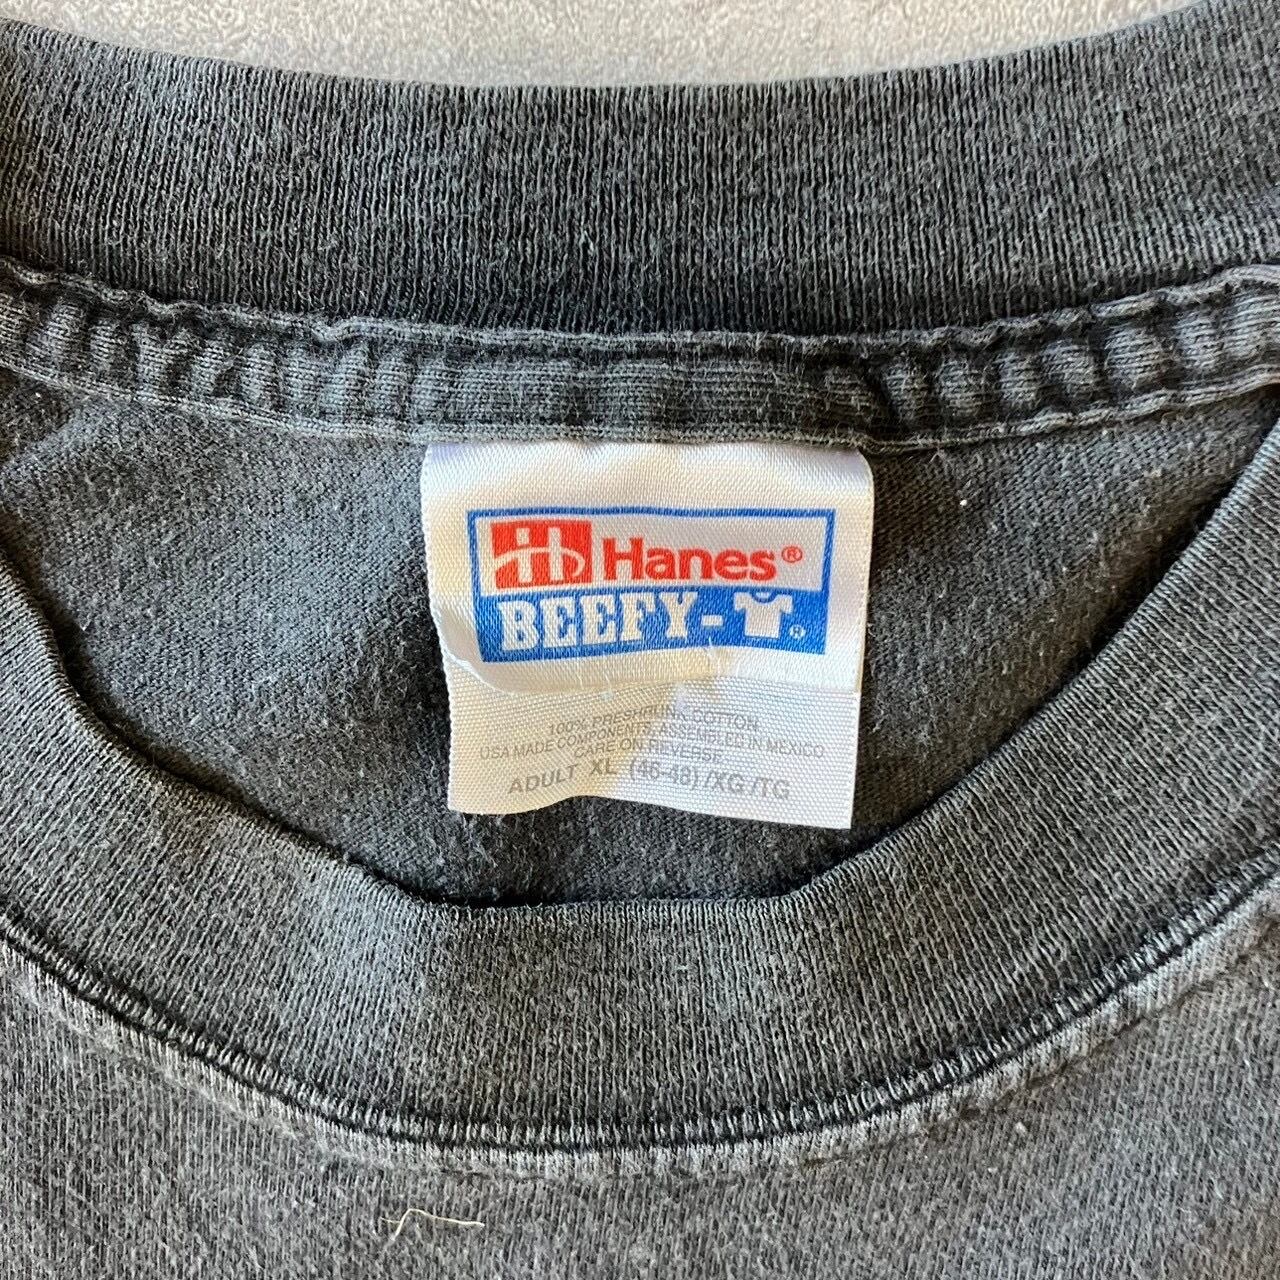 Hanes®
BEEFY-T®
100% PRESHRUNK COTTON
USA MADE COMPONENTS ASSEMBLED IN MEXICO
CARE ON REVERSE
ADULT XL (46-48) /XG /TG